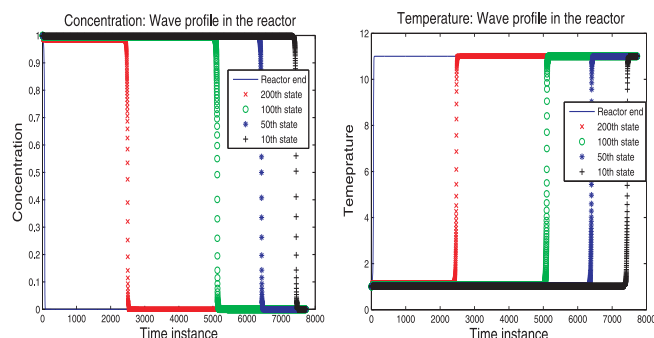 Concentration: Wave profile in the reactor
1
0.9
0.8
0.7
0.6
0.5
0.4
0.3
0.2
0.1
0
Concentration
Reactor end
200th state
100th state
50th state
10th state
0 1000 2000 3000 4000 5000 6000 7000 8000
Time instance
Temperature: Wave profile in the reactor
12
10
8
6
4
2
0
Temeprature
Reactor end
200th state
100th state
50th state
10th state
0 1000 2000 3000 4000 5000 6000 7000 8000
Time instance